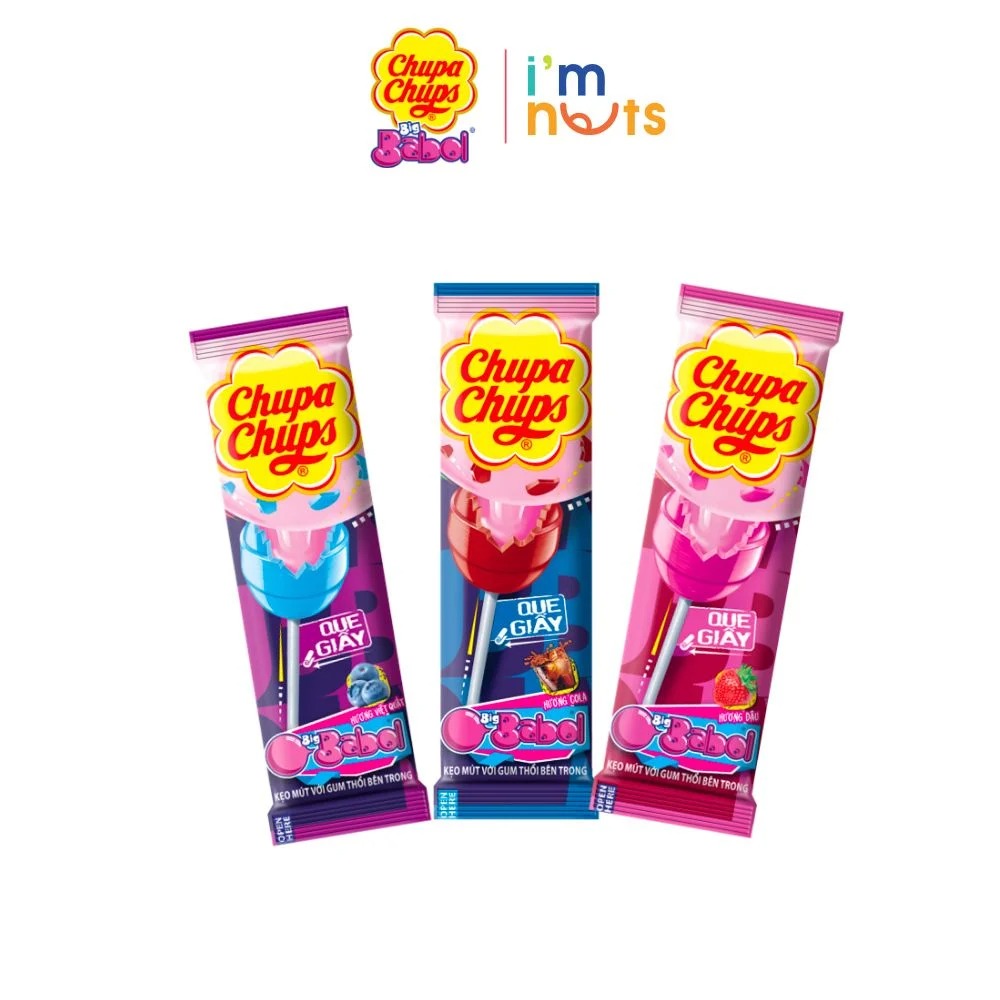 Chupa
Chups
®
Big
Babol
®
i'm
nuts
Chupa
Chups
®
QUE
GIẤY
HƯƠNG VIỆT QUẤT
Big
Babol
KẸO MÚT VỚI GUM THỔI BÊN TRONG
OPEN
HERE
Chupa
Chups
®
QUE
GIẤY
HƯƠNG COLA
Big
Babol
KẸO MÚT VỚI GUM THỔI BÊN TRONG
OPEN
HERE
Chupa
Chups
®
QUE
GIẤY
HƯƠNG DÂU
Big
Babol
KẸO MÚT VỚI GUM THỔI BÊN TRONG
OPEN
HERE